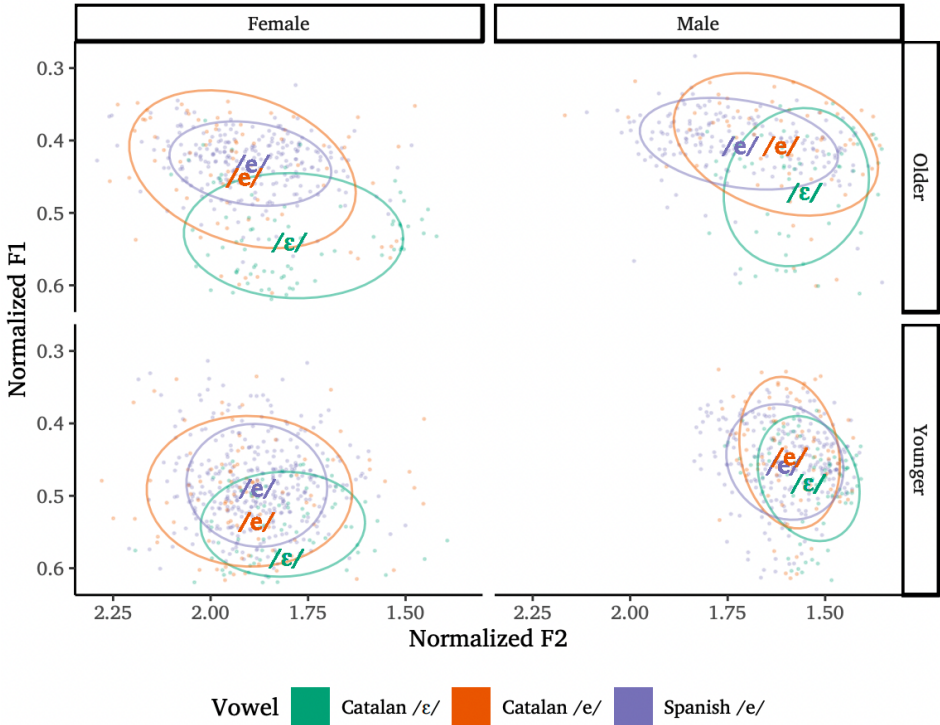 Female Male
Older
0.3
0.4
0.5
0.6
/e/
/e/
/ɛ/
/e/ /e/
/ɛ/
Normalized F1
Younger
0.3
0.4
0.5
0.6
/e/
/e/
/ɛ/
/e/
/e/
/ɛ/
2.25 2.00 1.75 1.50 2.25 2.00 1.75 1.50
Normalized F2
Vowel Catalan /ɛ/ Catalan /e/ Spanish /e/